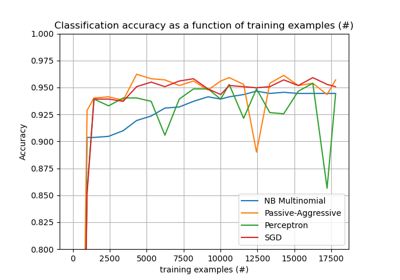 Classification accuracy as a function of training examples (#)
1.000
0.975
0.950
0.925
0.900
0.875
0.850
0.825
0.800
Accuracy
NB Multinomial
Passive-Aggressive
Perceptron
SGD
0 2500 5000 7500 10000 12500 15000 17500
training examples (#)